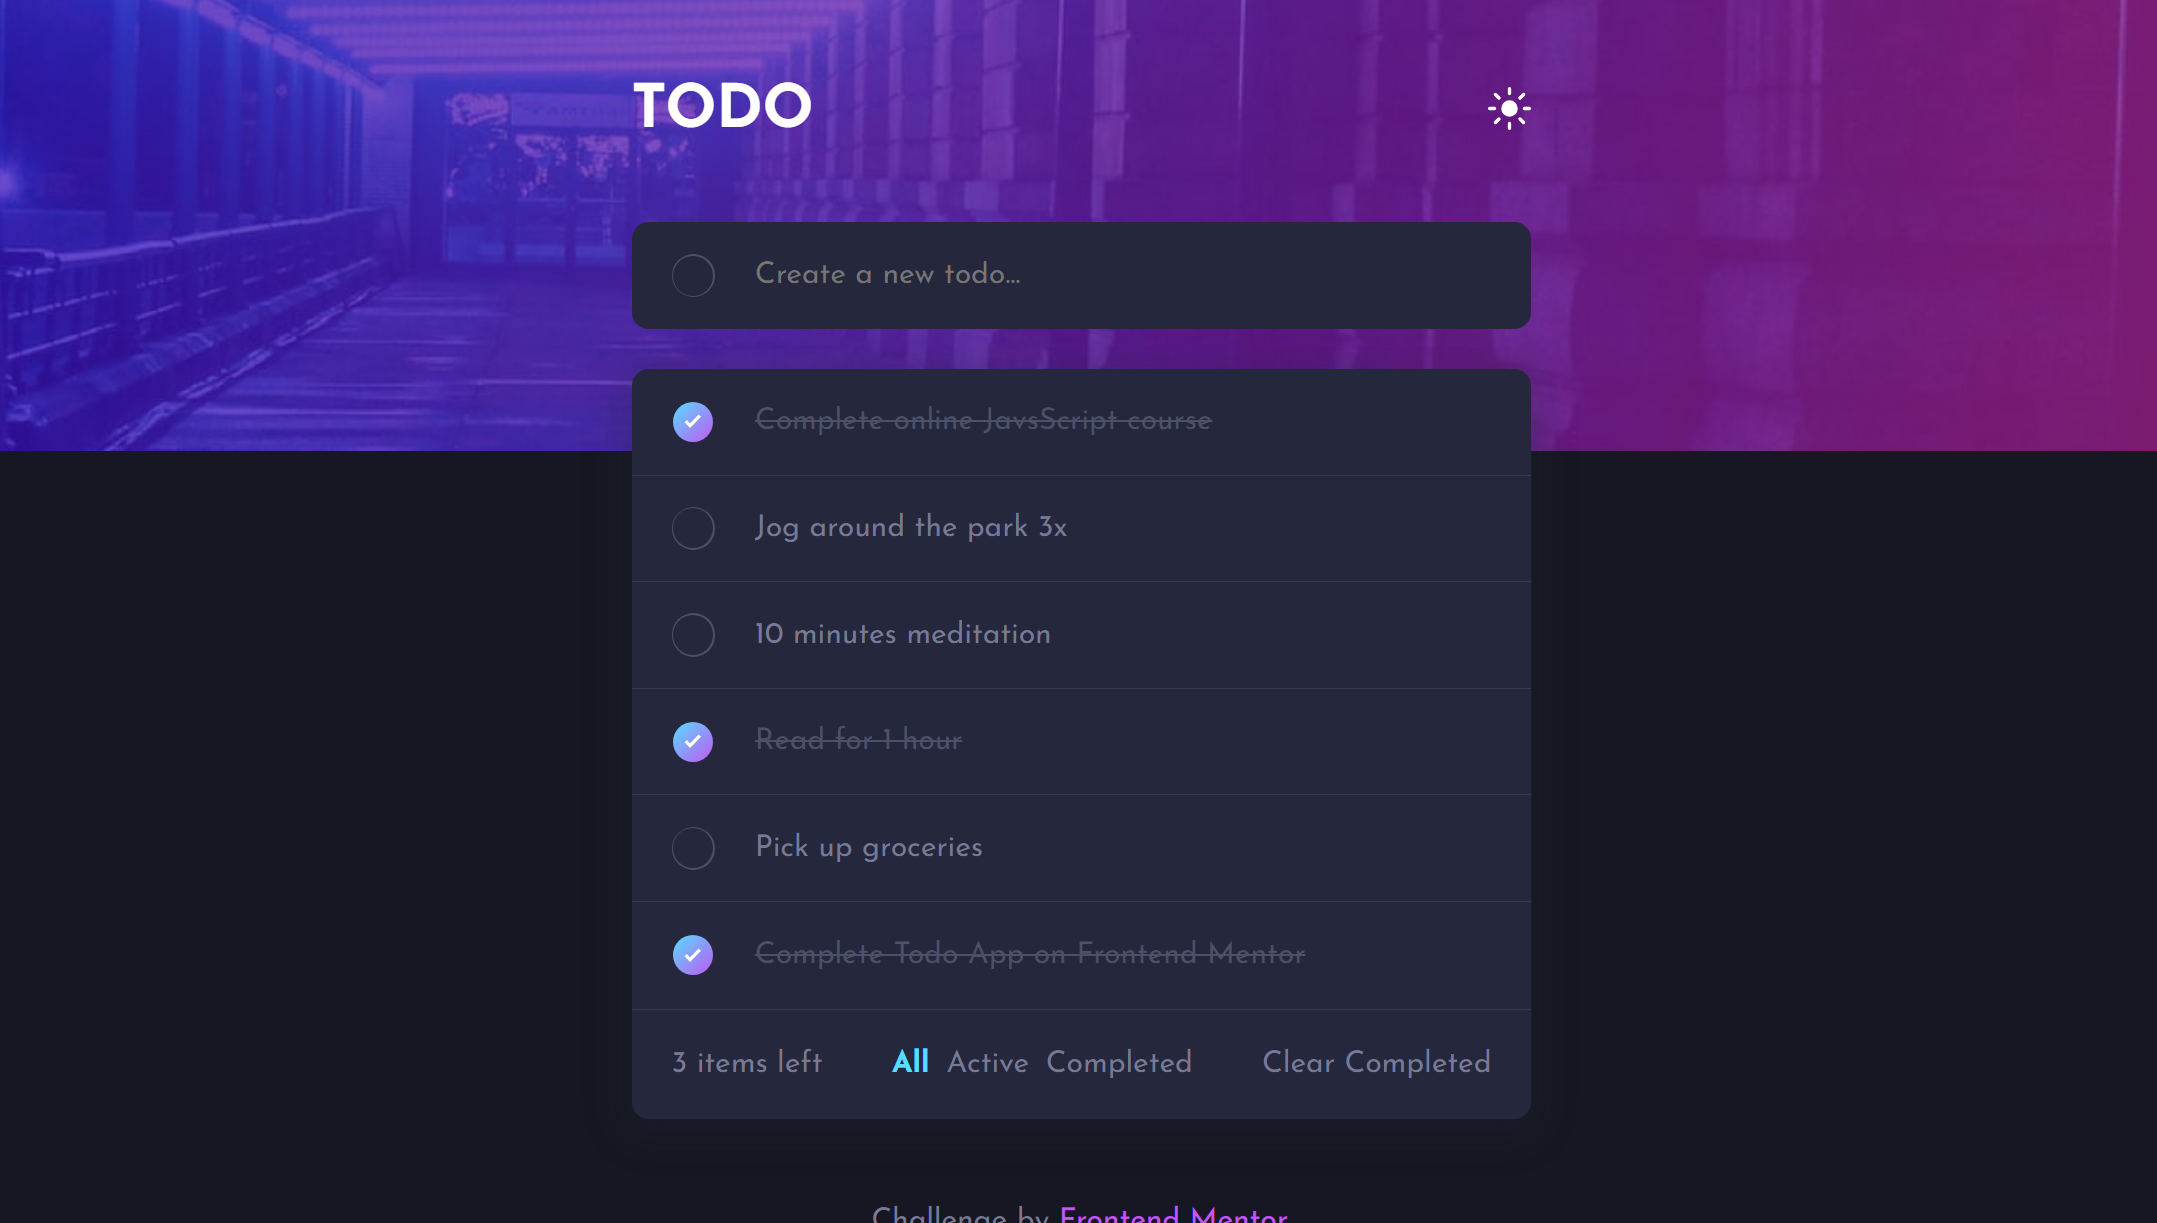 TODO
Create a new todo...
Complete online JavsScript course
Jog around the park 3x
10 minutes meditation
Read for 1 hour
Pick up groceries
Complete Todo App on Frontend Mentor
3 items left All Active Completed Clear Completed
Challenge by Frontend Mentor